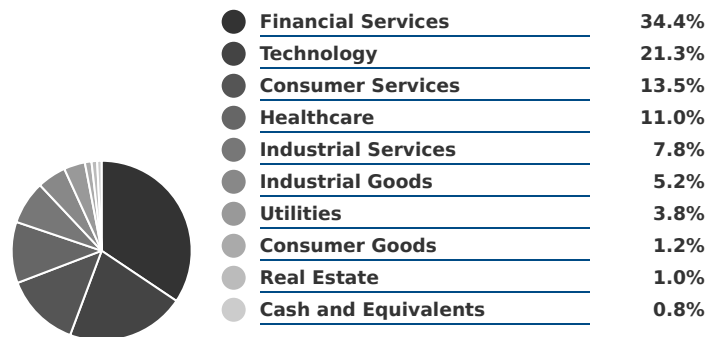 Financial Services 34.4%
Technology 21.3%
Consumer Services 13.5%
Healthcare 11.0%
Industrial Services 7.8%
Industrial Goods 5.2%
Utilities 3.8%
Consumer Goods 1.2%
Real Estate 1.0%
Cash and Equivalents 0.8%